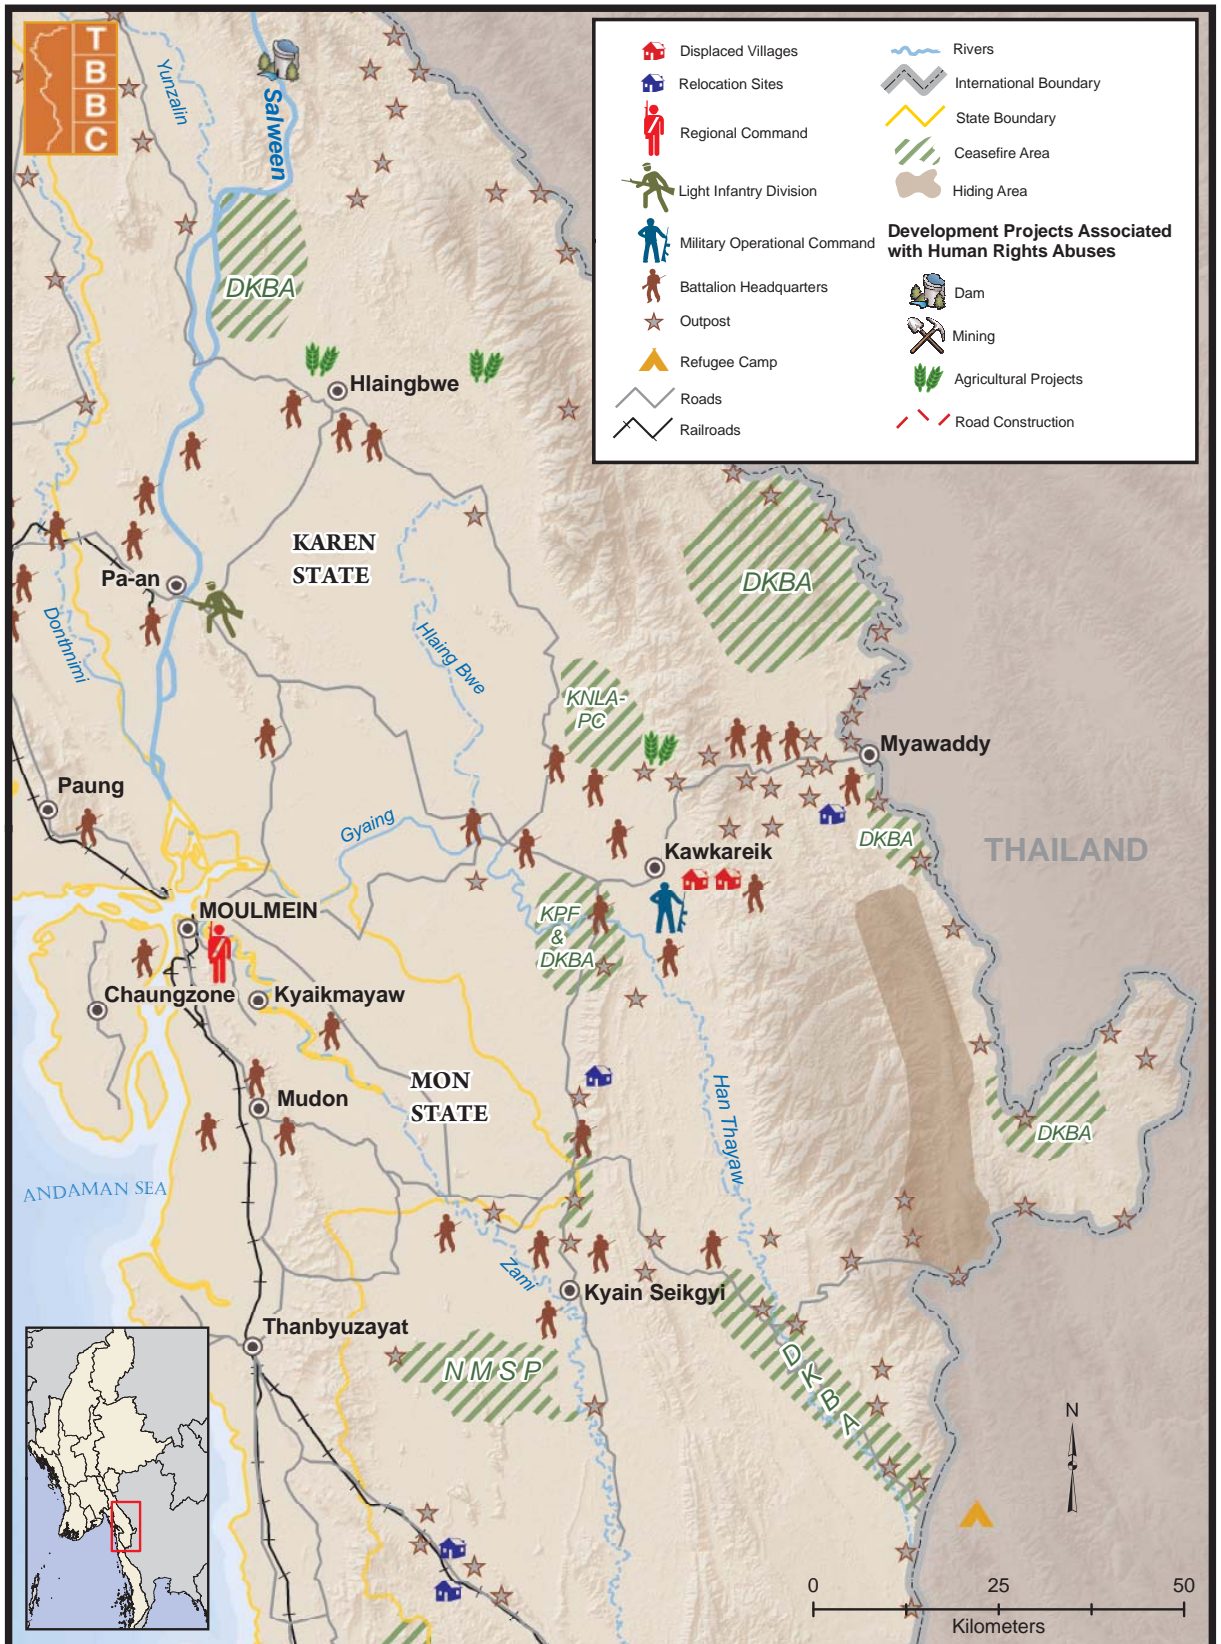 T
B
B
C
Yunzalin
Salween
Displaced Villages
Relocation Sites
Regional Command
Light Infantry Division
Military Operational Command
Battalion Headquarters
Outpost
Refugee Camp
Roads
Railroads
Rivers
International Boundary
State Boundary
Ceasefire Area
Hiding Area
Development Projects Associated
with Human Rights Abuses
Dam
Mining
Agricultural Projects
Road Construction
DKBA
Hlaingbwe
KAREN
STATE
Pa-an
DKBA
Donthnimi
Hlaing Bwe
KNLA-
PC
Myawaddy
Paung
Gyaing
DKBA
THAILAND
Kawkareik
MOULMEIN
KPF
&
DKBA
Chaungzone
Kyaikmayaw
MON
STATE
Mudon
Han Thayaw
DKBA
ANDAMAN SEA
Zami
Kyain Seikgyi
Thanbyuzayat
NMSP
DKBA
N
0
25
50
Kilometers